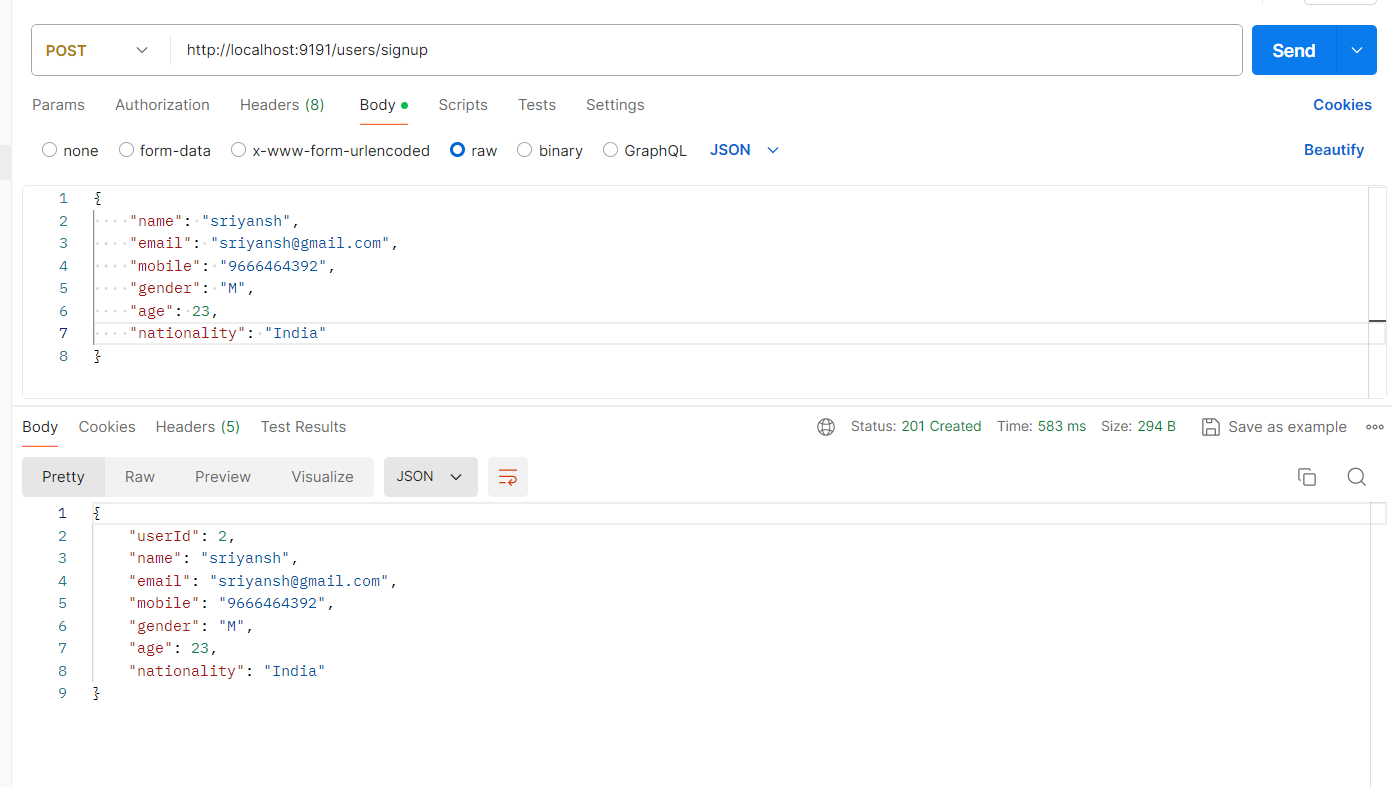 POST http://localhost:9191/users/signup Send
Params Authorization Headers (8) Body Scripts Tests Settings Cookies
none form-data x-www-form-urlencoded raw binary GraphQL JSON Beautify
1 {
2 "name": "sriyansh",
3 "email": "sriyansh@gmail.com",
4 "mobile": "9666464392",
5 "gender": "M",
6 "age": 23,
7 "nationality": "India"
8 }
Body Cookies Headers (5) Test Results Status: 201 Created Time: 583 ms Size: 294 B Save as example
Pretty Raw Preview Visualize JSON
1 {
2 "userId": 2,
3 "name": "sriyansh",
4 "email": "sriyansh@gmail.com",
5 "mobile": "9666464392",
6 "gender": "M",
7 "age": 23,
8 "nationality": "India"
9 }